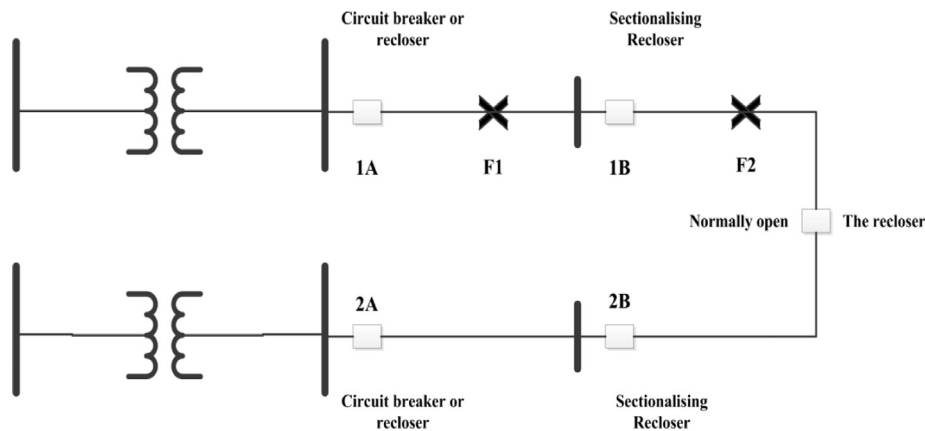 Circuit breaker or
recloser
Sectionalising
Recloser
1A
F1
1B
F2
Normally open
The recloser
2A
2B
Circuit breaker or
recloser
Sectionalising
Recloser